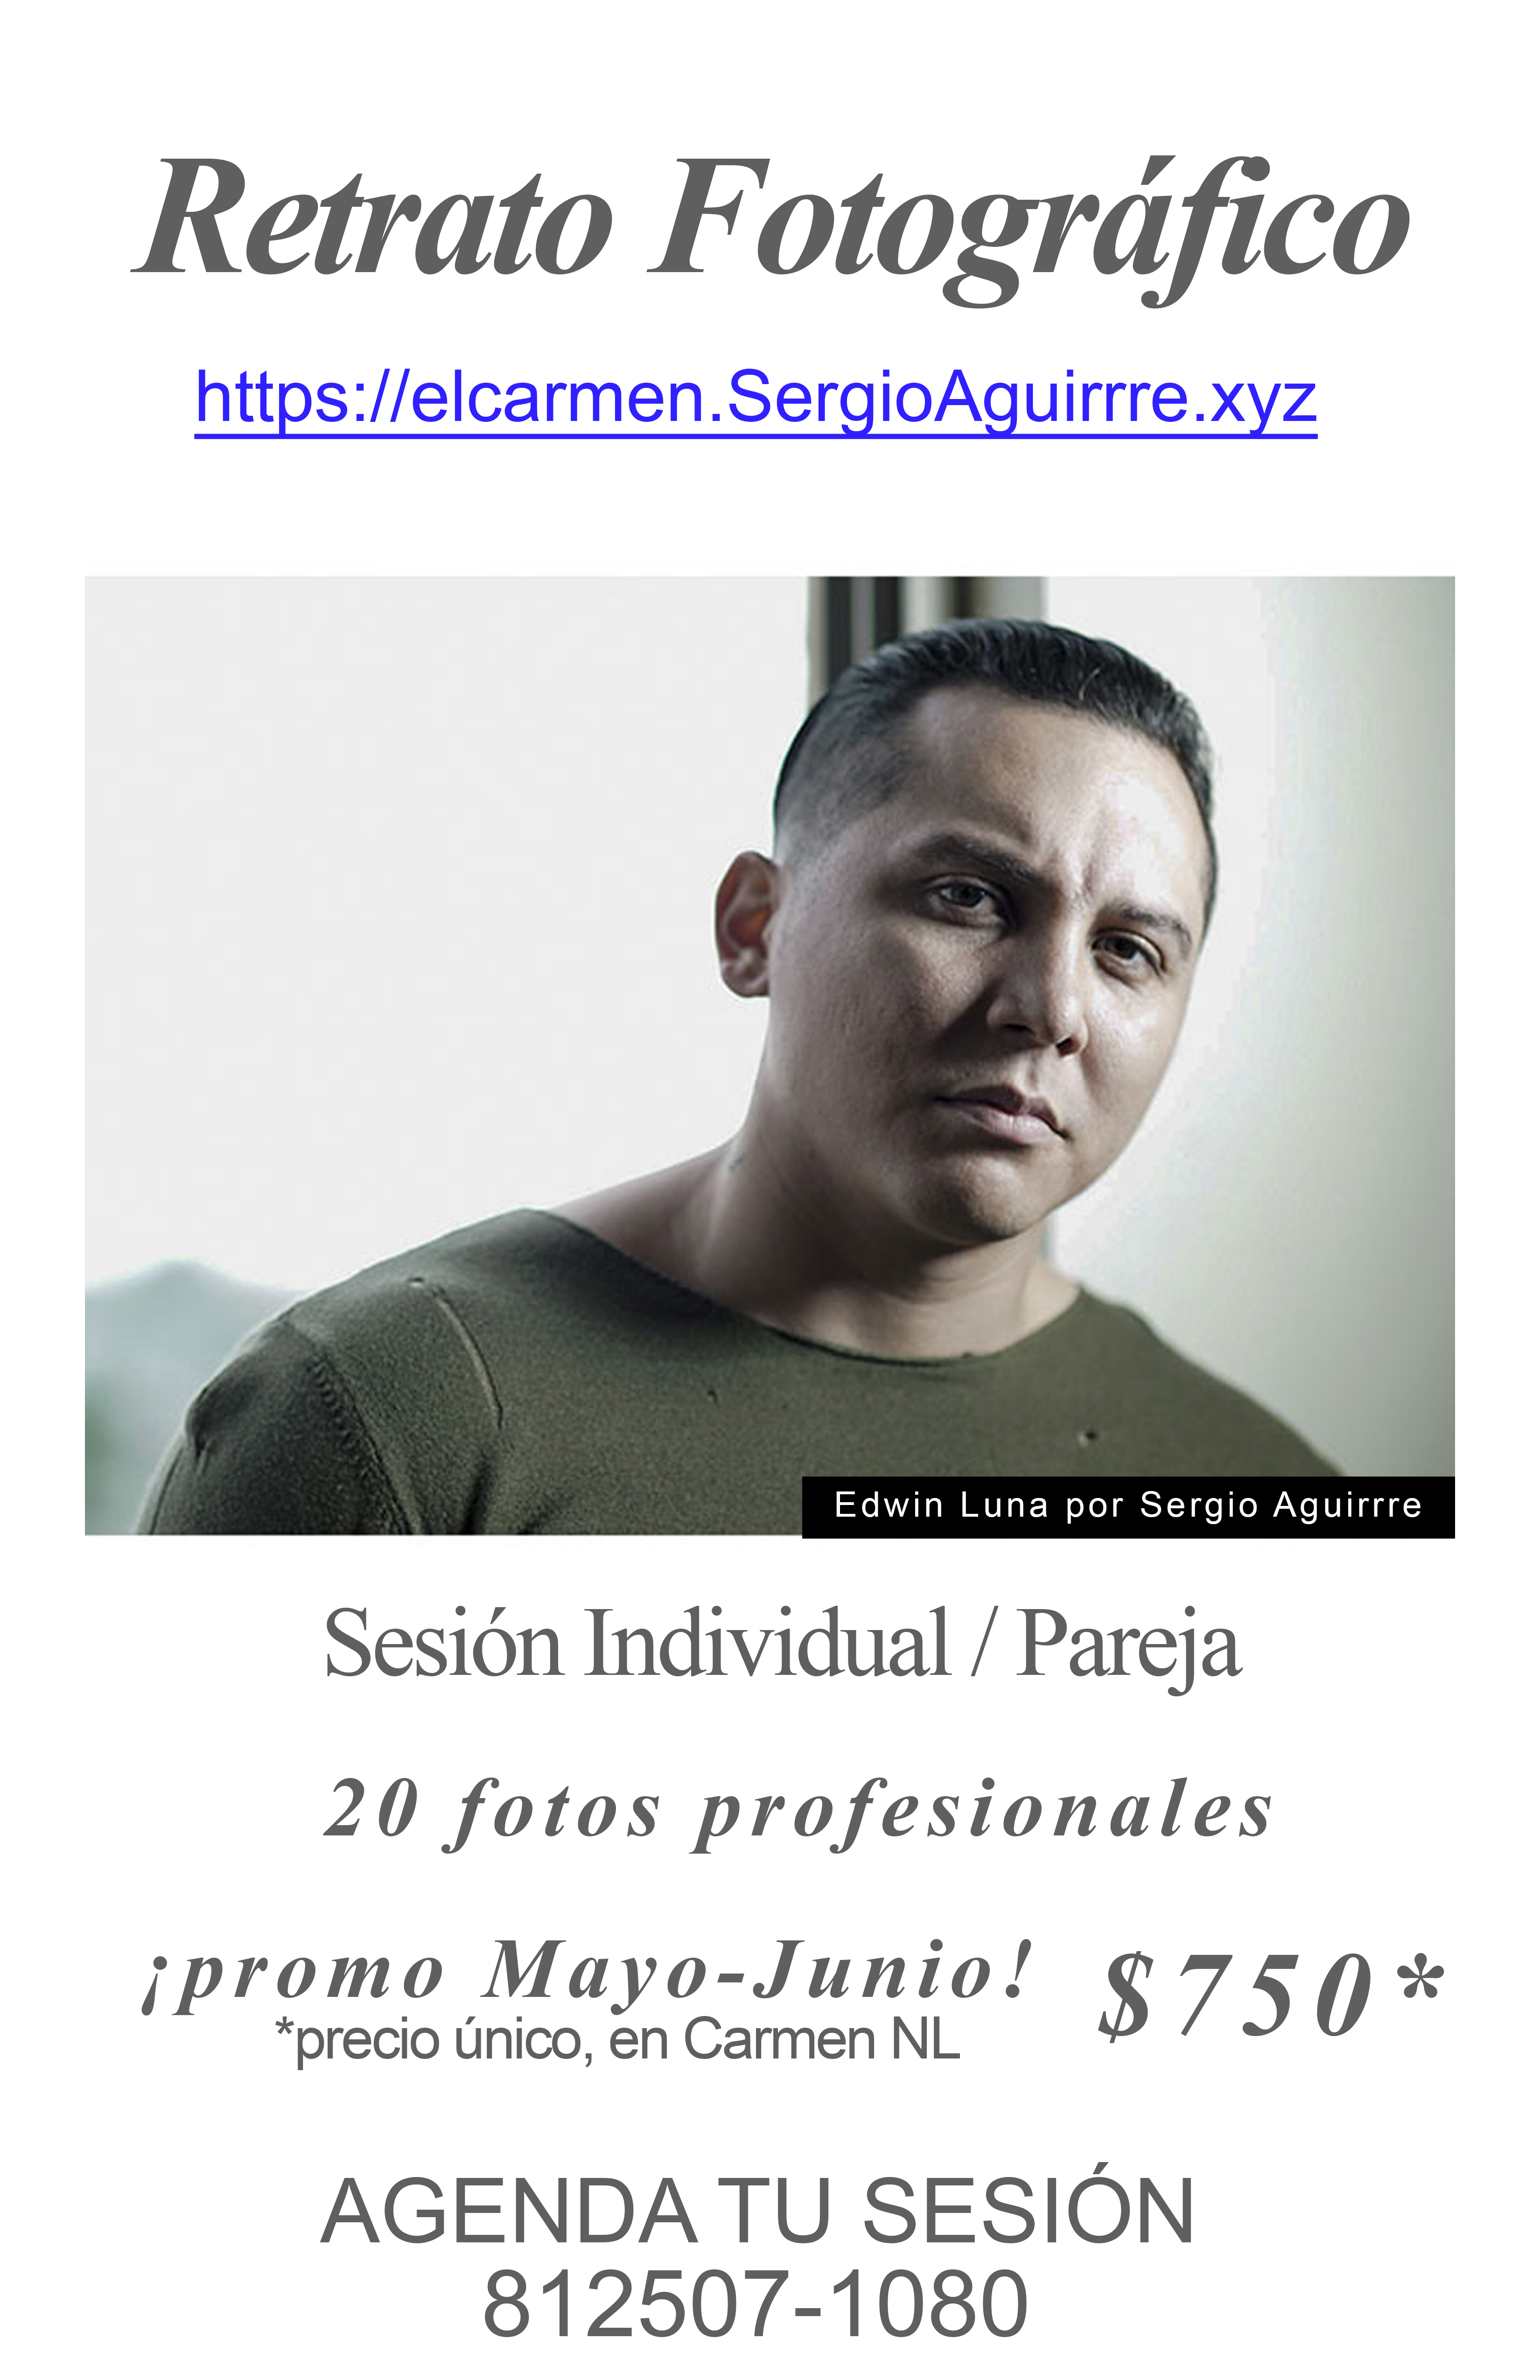 Retrato Fotográfico
https://elcarmen.SergioAguirrre.xyz
Edwin Luna por Sergio Aguirrre
Sesión Individual / Pareja
20 fotos profesionales
¡promo Mayo-Junio! $750*
*precio único, en Carmen NL
AGENDA TU SESIÓN
812507-1080